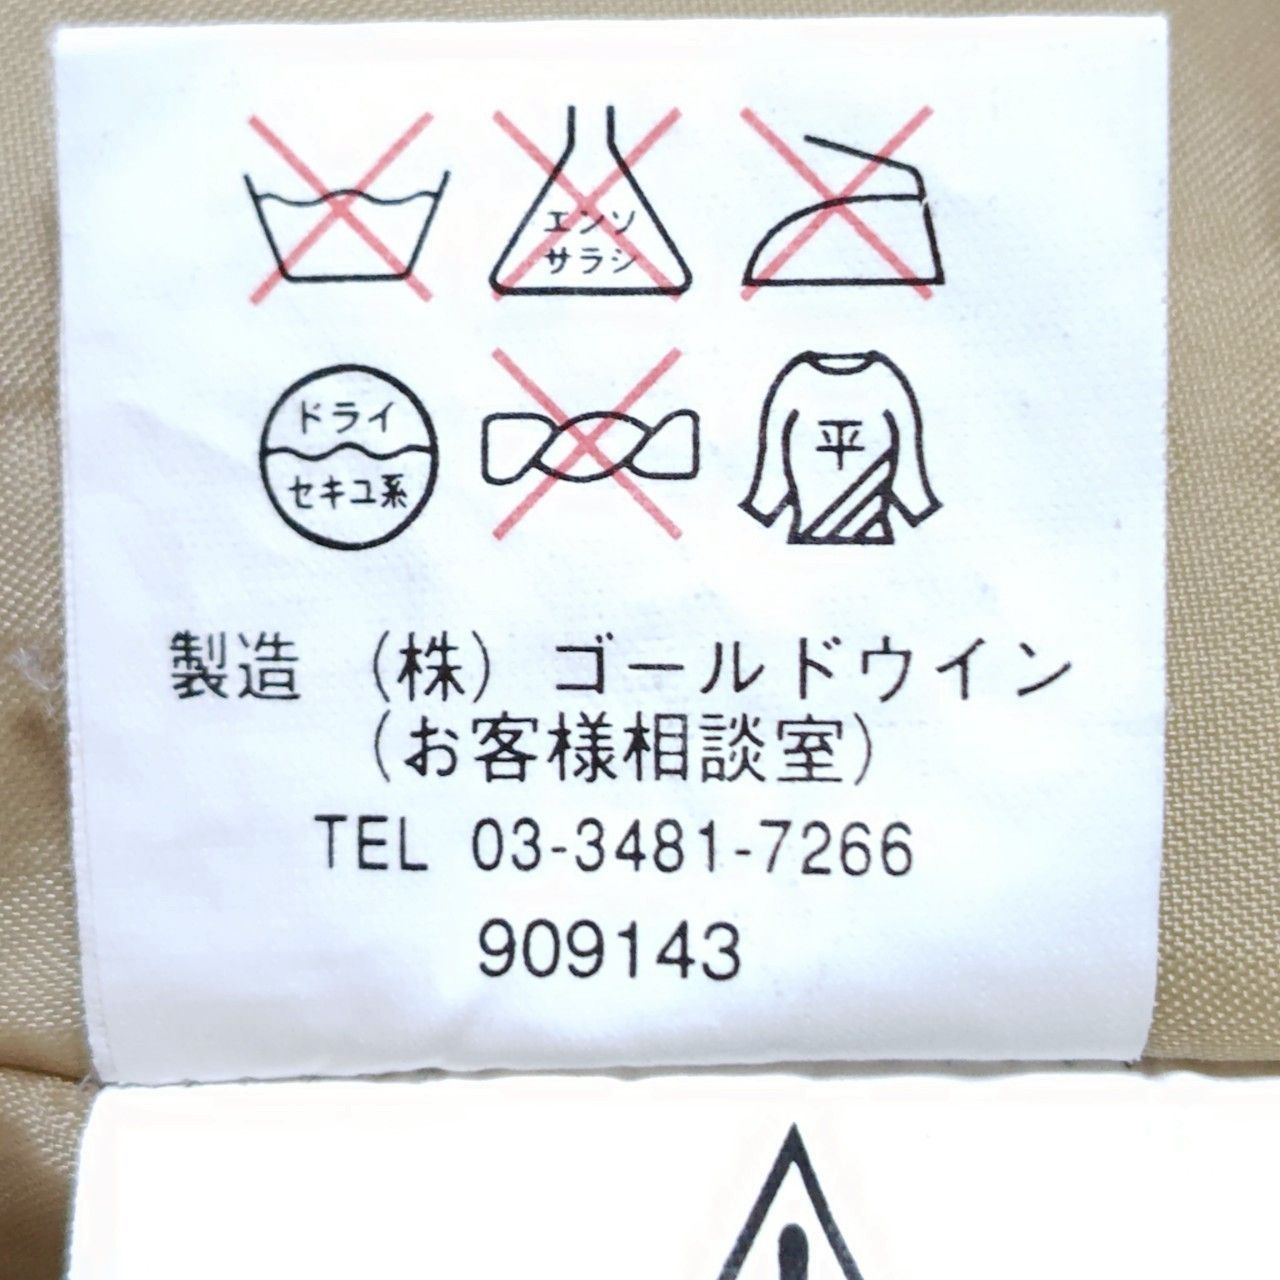 エンソ
サラシ
ドライ
セキユ系
平
製造 (株) ゴールドウイン
(お客様相談室)
TEL 03-3481-7266
909143